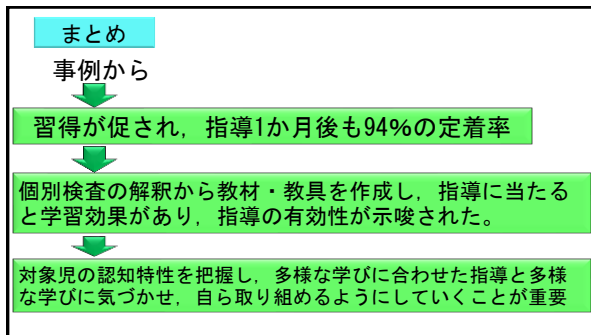 まとめ
事例から
習得が促され，指導1か月後も94%の定着率
個別検査の解釈から教材・教具を作成し，指導に当たる
と学習効果があり，指導の有効性が示唆された。
対象児の認知特性を把握し，多様な学びに合わせた指導と多様
な学びに気づかせ，自ら取り組めるようにしていくことが重要